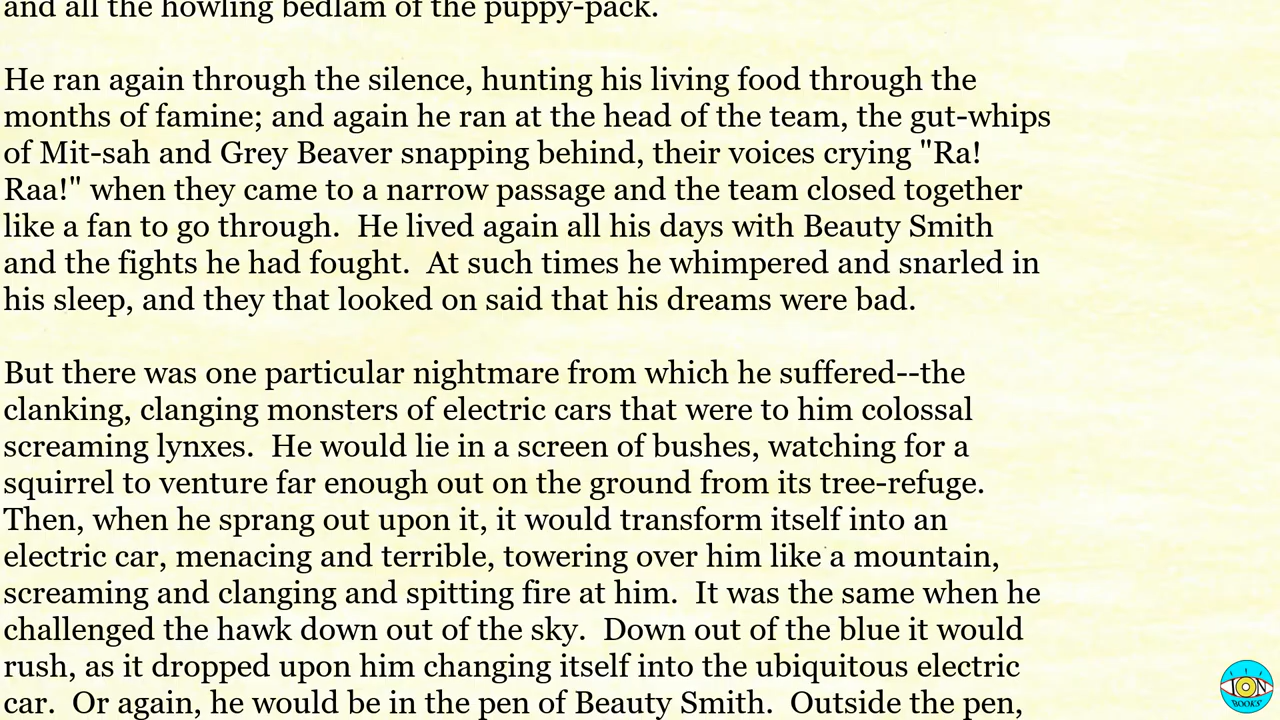 and all the howling bedlam of the puppy-pack.
He ran again through the silence, hunting his living food through the
months of famine; and again he ran at the head of the team, the gut-whips
of Mit-sah and Grey Beaver snapping behind, their voices crying "Ra!
Raa!" when they came to a narrow passage and the team closed together
like a fan to go through.  He lived again all his days with Beauty Smith
and the fights he had fought.  At such times he whimpered and snarled in
his sleep, and they that looked on said that his dreams were bad.
But there was one particular nightmare from which he suffered--the
clanking, clanging monsters of electric cars that were to him colossal
screaming lynxes.  He would lie in a screen of bushes, watching for a
squirrel to venture far enough out on the ground from its tree-refuge.
Then, when he sprang out upon it, it would transform itself into an
electric car, menacing and terrible, towering over him like a mountain,
screaming and clanging and spitting fire at him.  It was the same when he
challenged the hawk down out of the sky.  Down out of the blue it would
rush, as it dropped upon him changing itself into the ubiquitous electric
car.  Or again, he would be in the pen of Beauty Smith.  Outside the pen,
ION
BOOKS